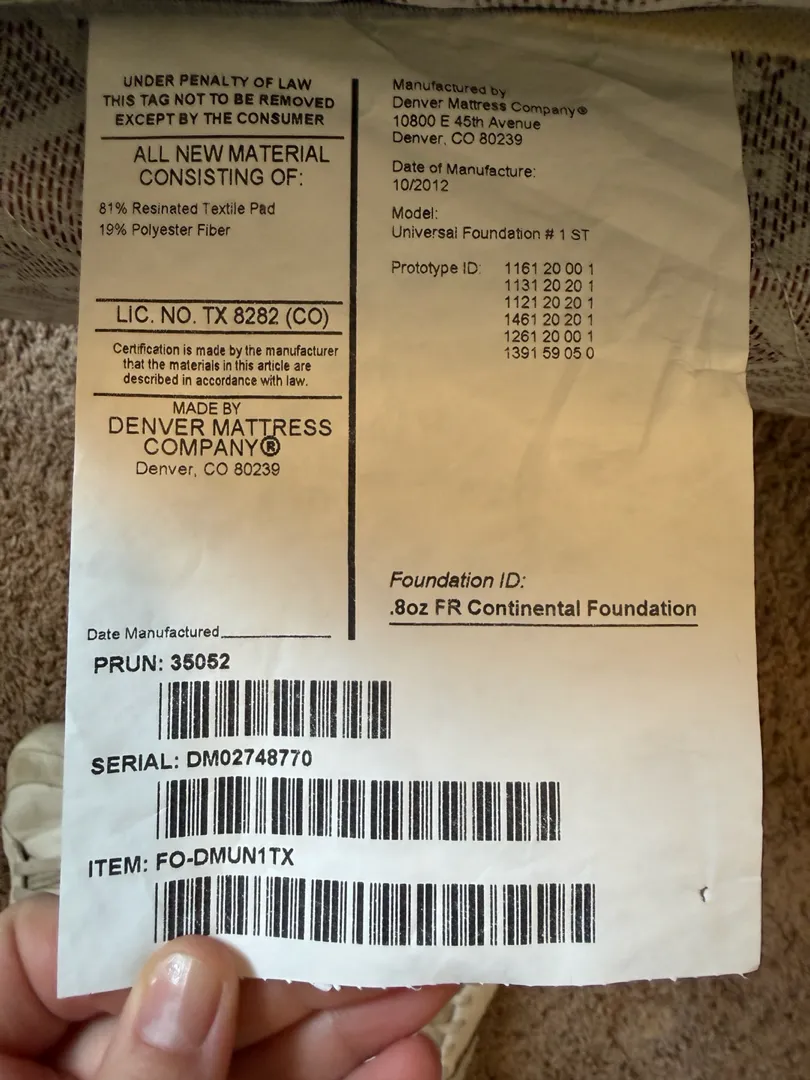 UNDER PENALTY OF LAW
THIS TAG NOT TO BE REMOVED
EXCEPT BY THE CONSUMER
ALL NEW MATERIAL
CONSISTING OF:
81% Resinated Textile Pad
19% Polyester Fiber
LIC. NO. TX 8282 (CO)
Certification is made by the manufacturer
that the materials in this article are
described in accordance with law.
MADE BY
DENVER MATTRESS
COMPANY®
Denver, CO 80239
Date Manufactured
Manufactured by
Denver Mattress Company®
10800 E 45th Avenue
Denver, CO 80239
Date of Manufacture:
10/2012
Model:
Universal Foundation # 1 ST
Prototype ID: 1161 20 00 1
1131 20 20 1
1121 20 20 1
1461 20 20 1
1261 20 00 1
1391 59 05 0
Foundation ID:
.8oz FR Continental Foundation
PRUN: 35052
SERIAL: DM02748770
ITEM: FO-DMUN1TX